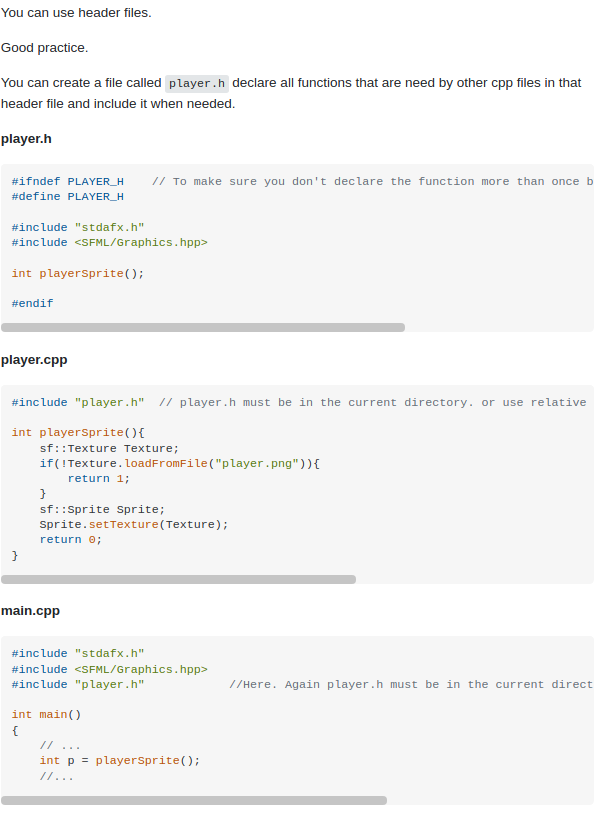 You can use header files.
Good practice.
You can create a file called player.h declare all functions that are need by other cpp files in that
header file and include it when needed.
player.h
#ifndef PLAYER_H    // To make sure you don't declare the function more than once b
#define PLAYER_H
#include "stdafx.h"
#include <SFML/Graphics.hpp>
int playerSprite();
#endif
player.cpp
#include "player.h"  // player.h must be in the current directory. or use relative
int playerSprite(){
    sf::Texture Texture;
    if(!Texture.loadFromFile("player.png")){
        return 1;
    }
    sf::Sprite Sprite;
    Sprite.setTexture(Texture);
    return 0;
}
main.cpp
#include "stdafx.h"
#include <SFML/Graphics.hpp>
#include "player.h"            //Here. Again player.h must be in the current direct
int main()
{
    // ...
    int p = playerSprite();
    //...